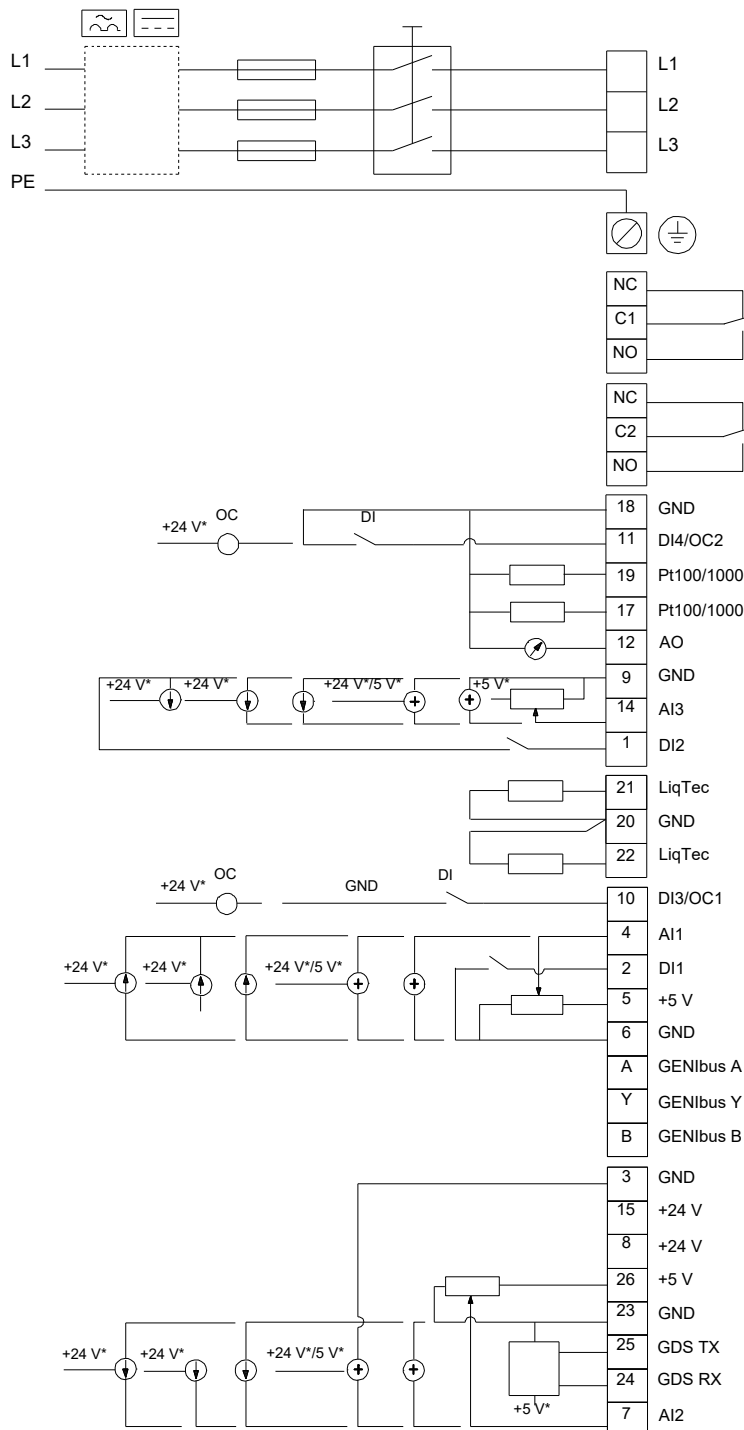 L1 L1
L2 L2
L3 L3
PE
NC
C1
NO
NC
C2
NO
18 GND
+24 V* OC DI 11 DI4/OC2
19 Pt100/1000
17 Pt100/1000
12 AO
9 GND
+24 V* +24 V* +24 V*/5 V* +5 V*
14 AI3
1 DI2
21 LiqTec
20 GND
22 LiqTec
+24 V* OC GND DI 10 DI3/OC1
4 AI1
+24 V* +24 V* +24 V*/5 V* 2 DI1
5 +5 V
6 GND
A GENIbus A
Y GENIbus Y
B GENIbus B
3 GND
15 +24 V
8 +24 V
26 +5 V
23 GND
25 GDS TX
+24 V* +24 V* +24 V*/5 V* 24 GDS RX
+5 V* 7 AI2